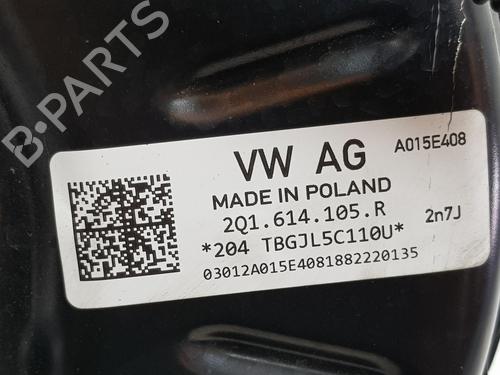 B-PARTS
VW AG
A015E408
MADE IN POLAND
2Q1.614.105.R
2n7J
*204 TBGJL5C110U*
03012A015E4081882220135